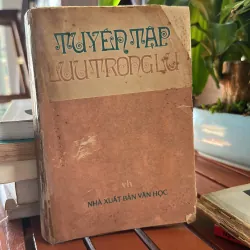 TUYỂN TẬP
LƯU TRỌNG LƯ
NHÀ XUẤT BẢN VĂN HỌC